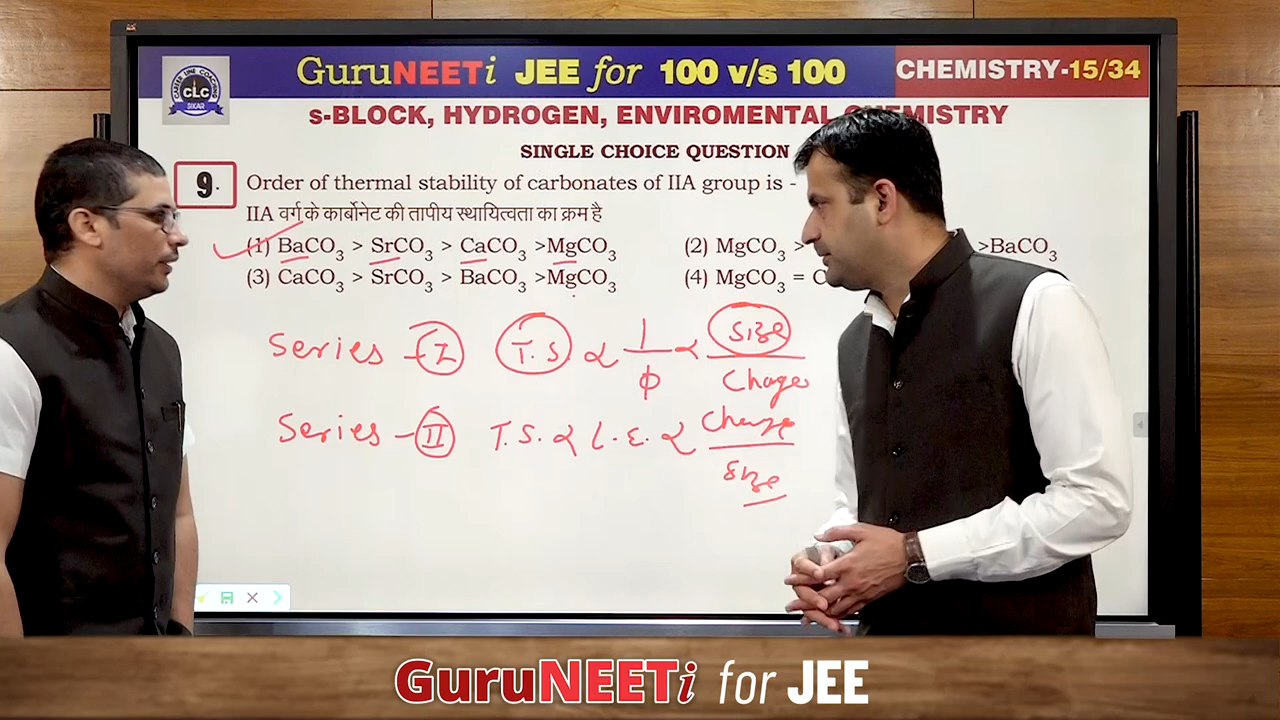 GuruNEETi JEE for 100 v/s 100
CHEMISTRY-15/34
CAREER LINE COACHING
CLC
SIKAR
s-BLOCK, HYDROGEN, ENVIROMENTAL CHEMISTRY
SINGLE CHOICE QUESTION
9. Order of thermal stability of carbonates of IIA group is -
IIA वर्ग के कार्बोनेट की तापीय स्थायित्वता का क्रम है
(1) BaCO3 > SrCO3 > CaCO3 >MgCO3
(2) MgCO3 > >BaCO3
(3) CaCO3 > SrCO3 > BaCO3 >MgCO3
(4) MgCO3 = C
Series - I T.S. ∝ 1/ϕ ∝ Size/Charge
Series - II T.S. ∝ L.E. ∝ Charge/Size
GuruNEETi for JEE